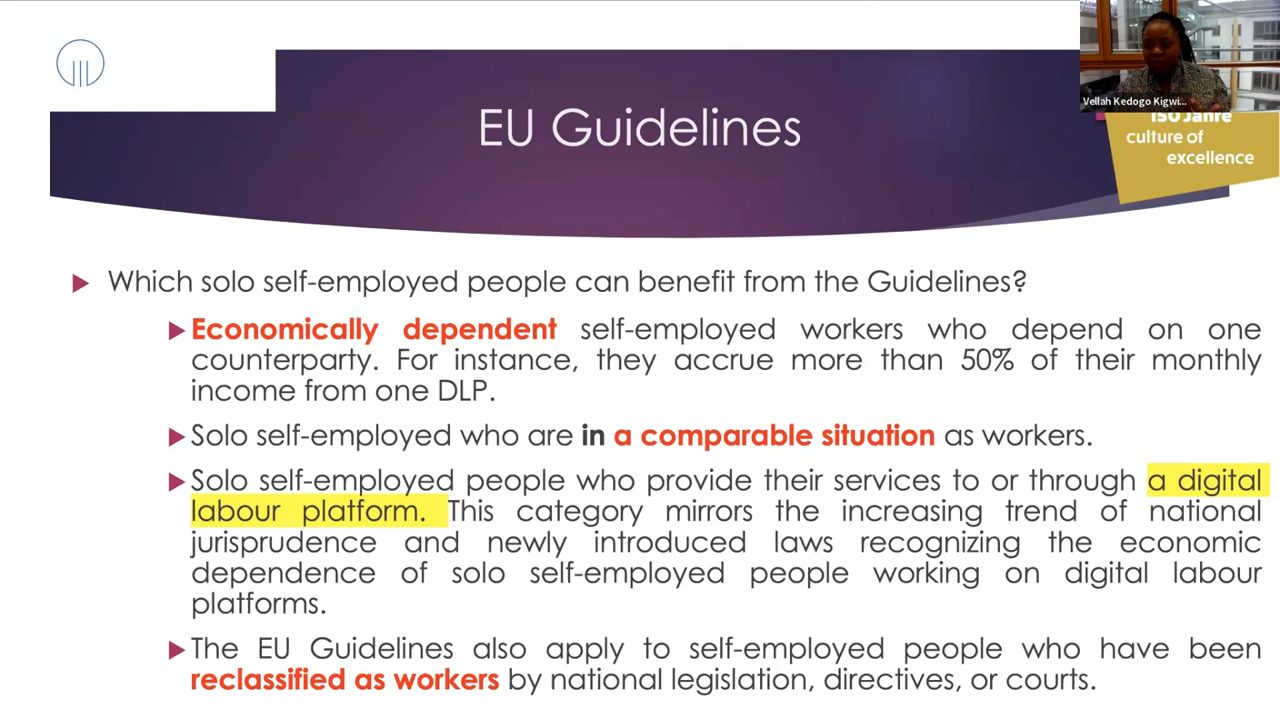 Vellah Kedogo Kigwi...
150 Jahre
culture of
excellence
EU Guidelines
Which solo self-employed people can benefit from the Guidelines?
Economically dependent self-employed workers who depend on one
counterparty. For instance, they accrue more than 50% of their monthly
income from one DLP.
Solo self-employed who are in a comparable situation as workers.
Solo self-employed people who provide their services to or through a digital
labour platform. This category mirrors the increasing trend of national
jurisprudence and newly introduced laws recognizing the economic
dependence of solo self-employed people working on digital labour
platforms.
The EU Guidelines also apply to self-employed people who have been
reclassified as workers by national legislation, directives, or courts.